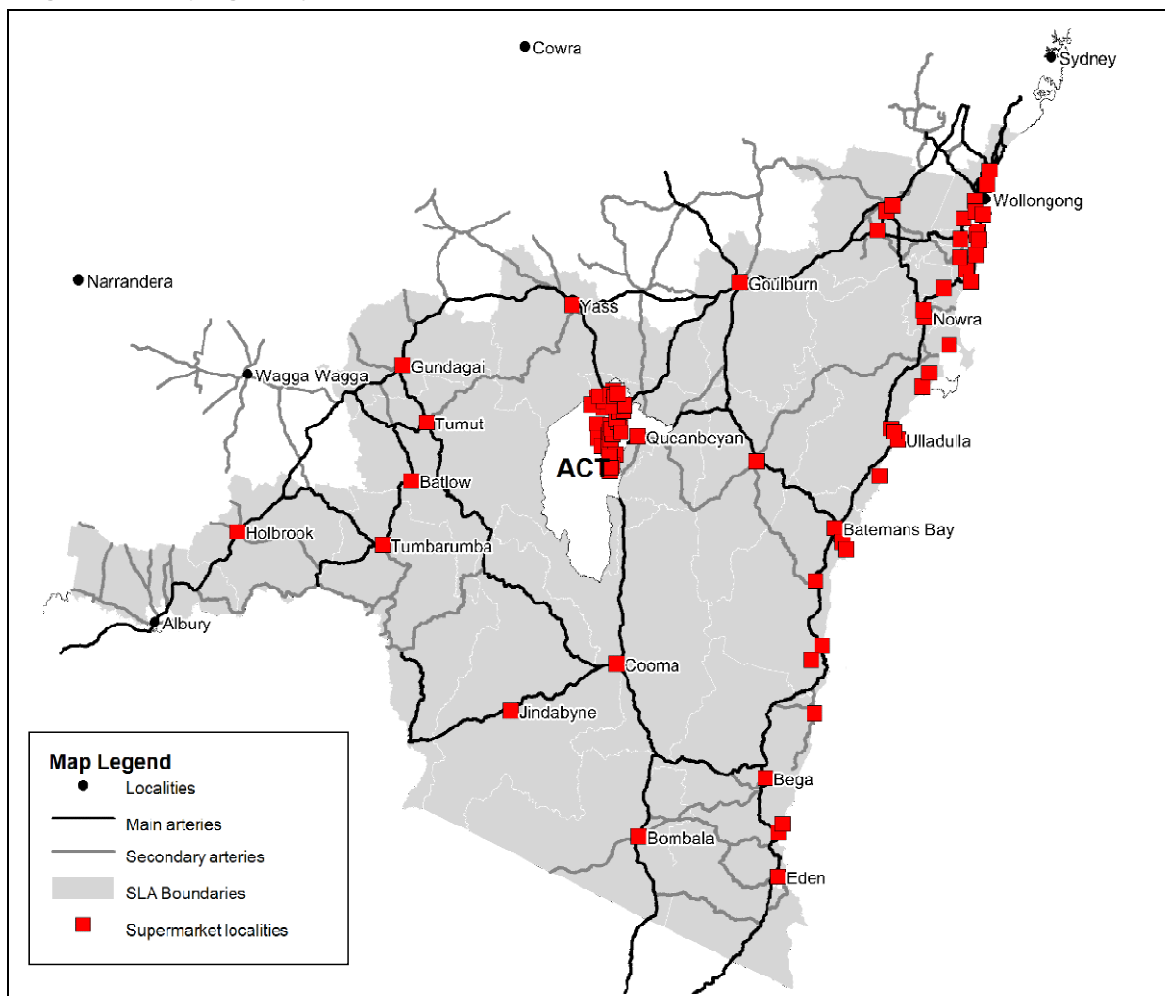 Cowra
Sydney
Wollongong
Narrandera
Goulburn
Yass
Nowra
Gundagai
Wagga Wagga
Tumut
Queanbeyan
Ulladulla
ACT
Batlow
Batemans Bay
Holbrook
Tumbarumba
Albury
Cooma
Jindabyne
Bega
Bombala
Eden
Map Legend
Localities
Main arteries
Secondary arteries
SLA Boundaries
Supermarket localities